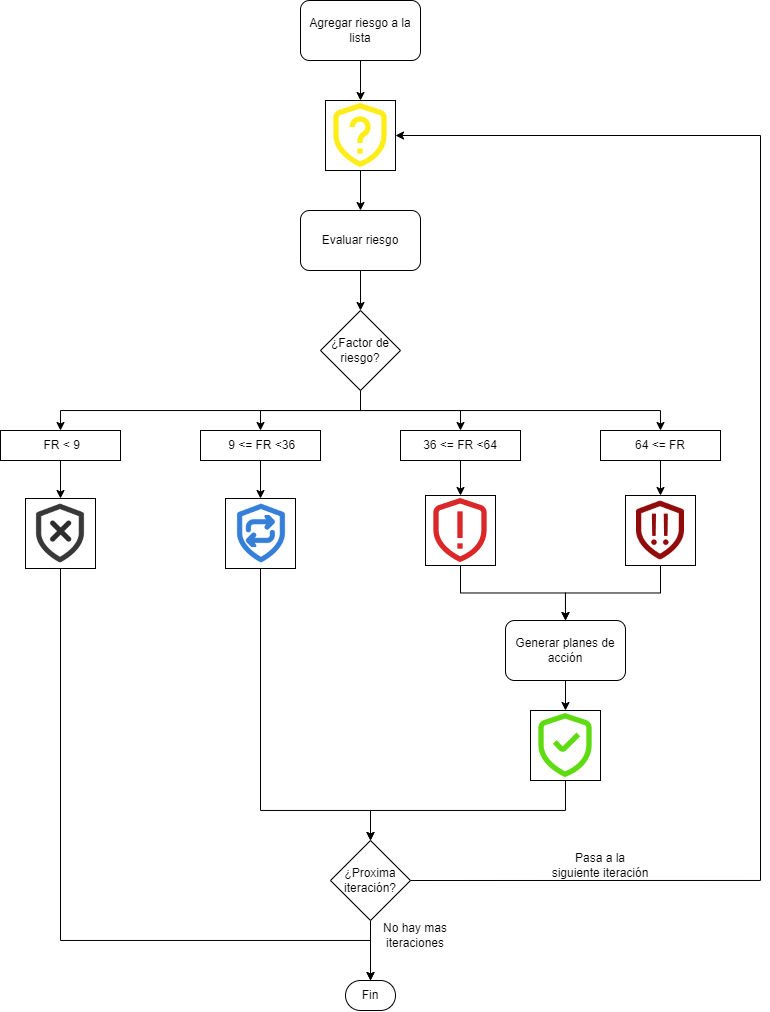 Agregar riesgo a la
lista
?
Evaluar riesgo
¿Factor de
riesgo?
FR < 9
9 <= FR <36
36 <= FR <64
64 <= FR
!
!!
Generar planes de
acción
¿Proxima
iteración?
Pasa a la
siguiente iteración
No hay mas
iteraciones
Fin